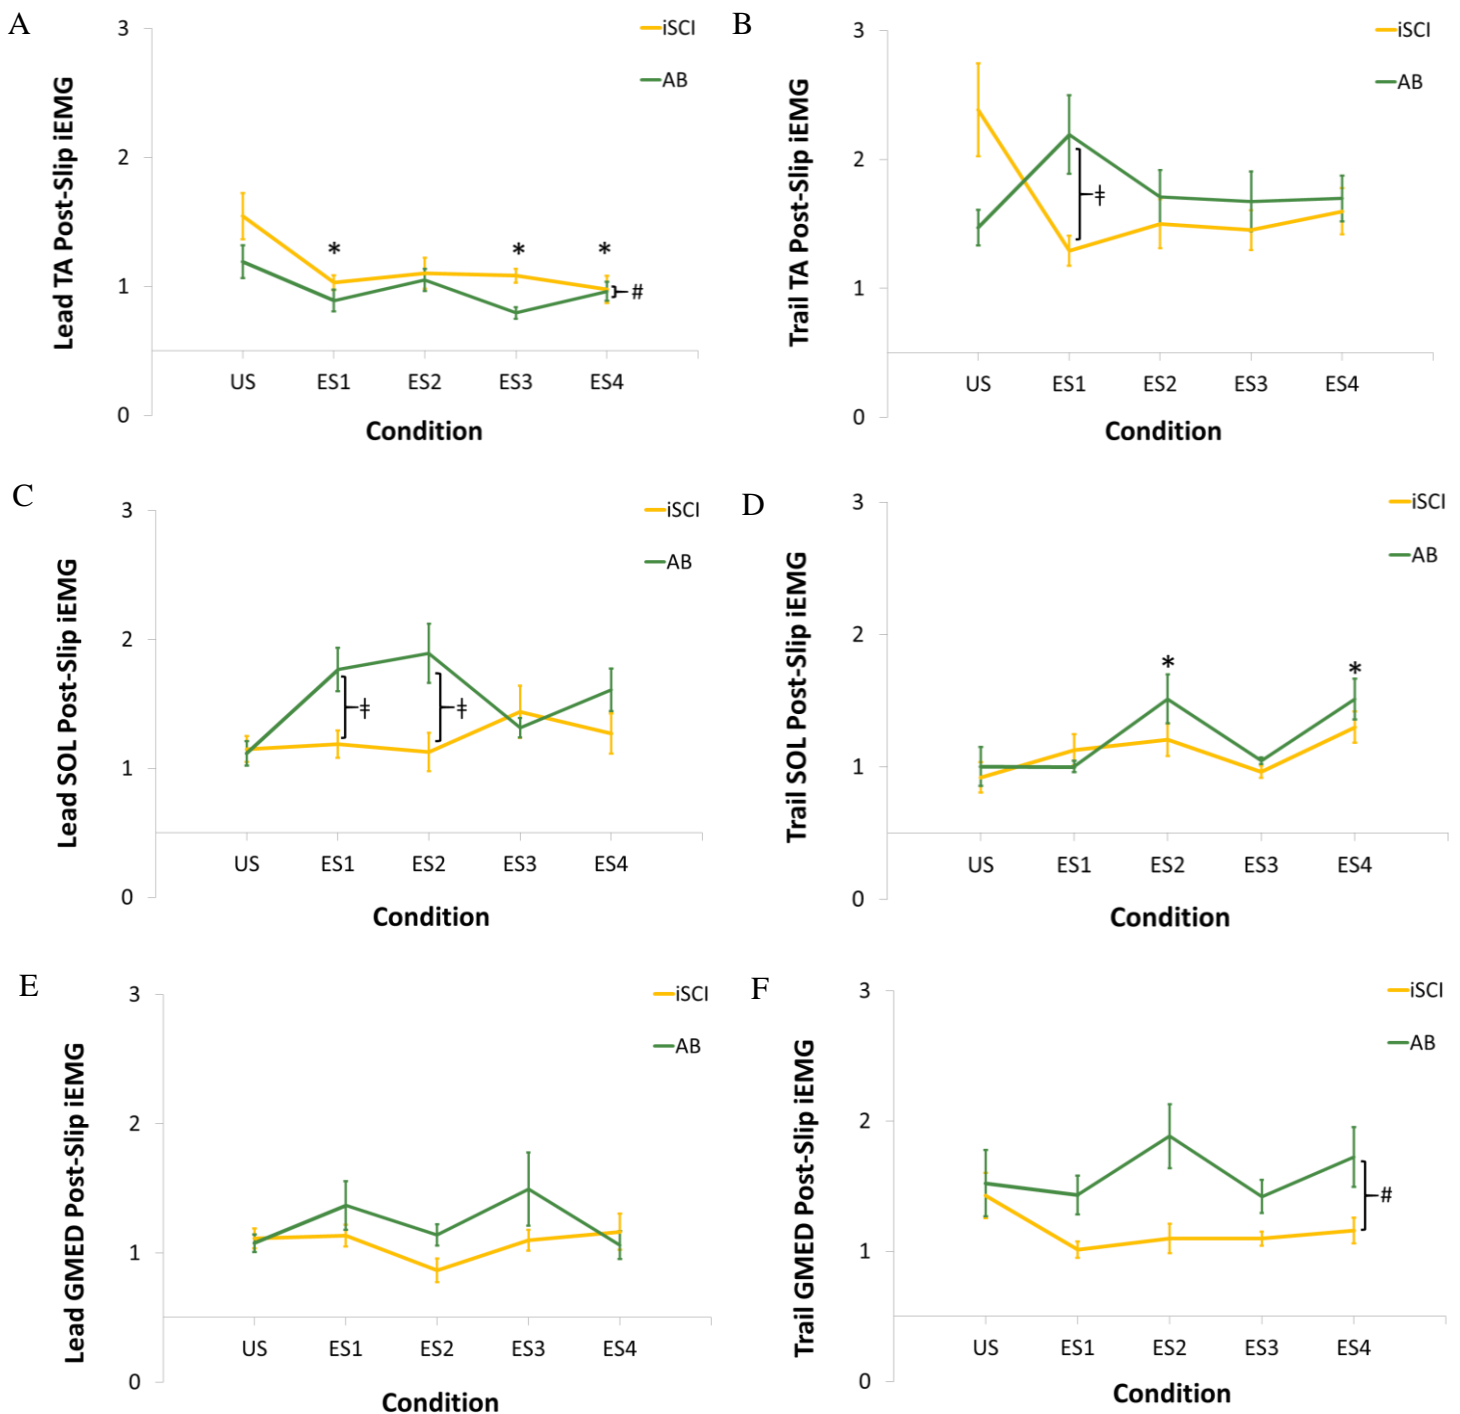 A
3
2
1
0
Lead TA Post-Slip iEMG
iSCI
AB
*
*
*
#
US ES1 ES2 ES3 ES4
Condition
B
3
2
1
0
Trail TA Post-Slip iEMG
iSCI
AB
‡
US ES1 ES2 ES3 ES4
Condition
C
3
2
1
0
Lead SOL Post-Slip iEMG
iSCI
AB
‡
‡
US ES1 ES2 ES3 ES4
Condition
D
3
2
1
0
Trail SOL Post-Slip iEMG
iSCI
AB
*
*
US ES1 ES2 ES3 ES4
Condition
E
3
2
1
0
Lead GMED Post-Slip iEMG
iSCI
AB
US ES1 ES2 ES3 ES4
Condition
F
3
2
1
0
Trail GMED Post-Slip iEMG
iSCI
AB
#
US ES1 ES2 ES3 ES4
Condition